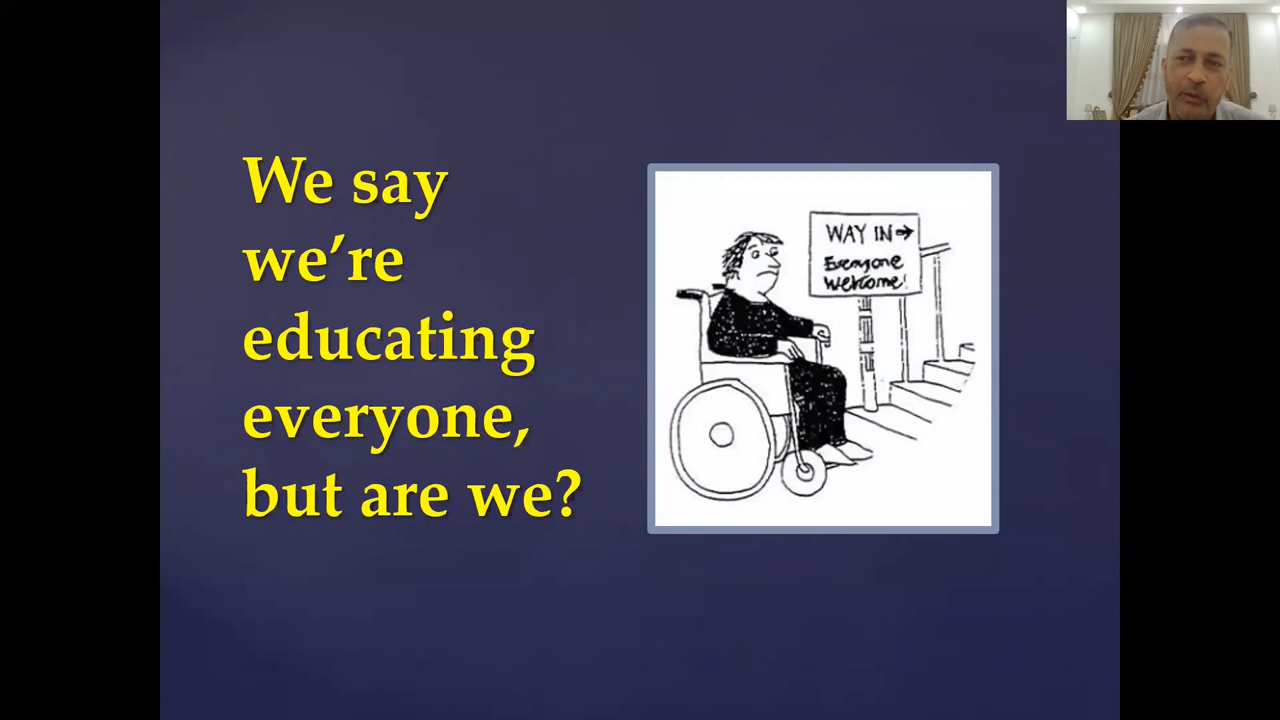 We say
we're
educating
everyone,
but are we?
WAY IN→
Everyone
Welcome!